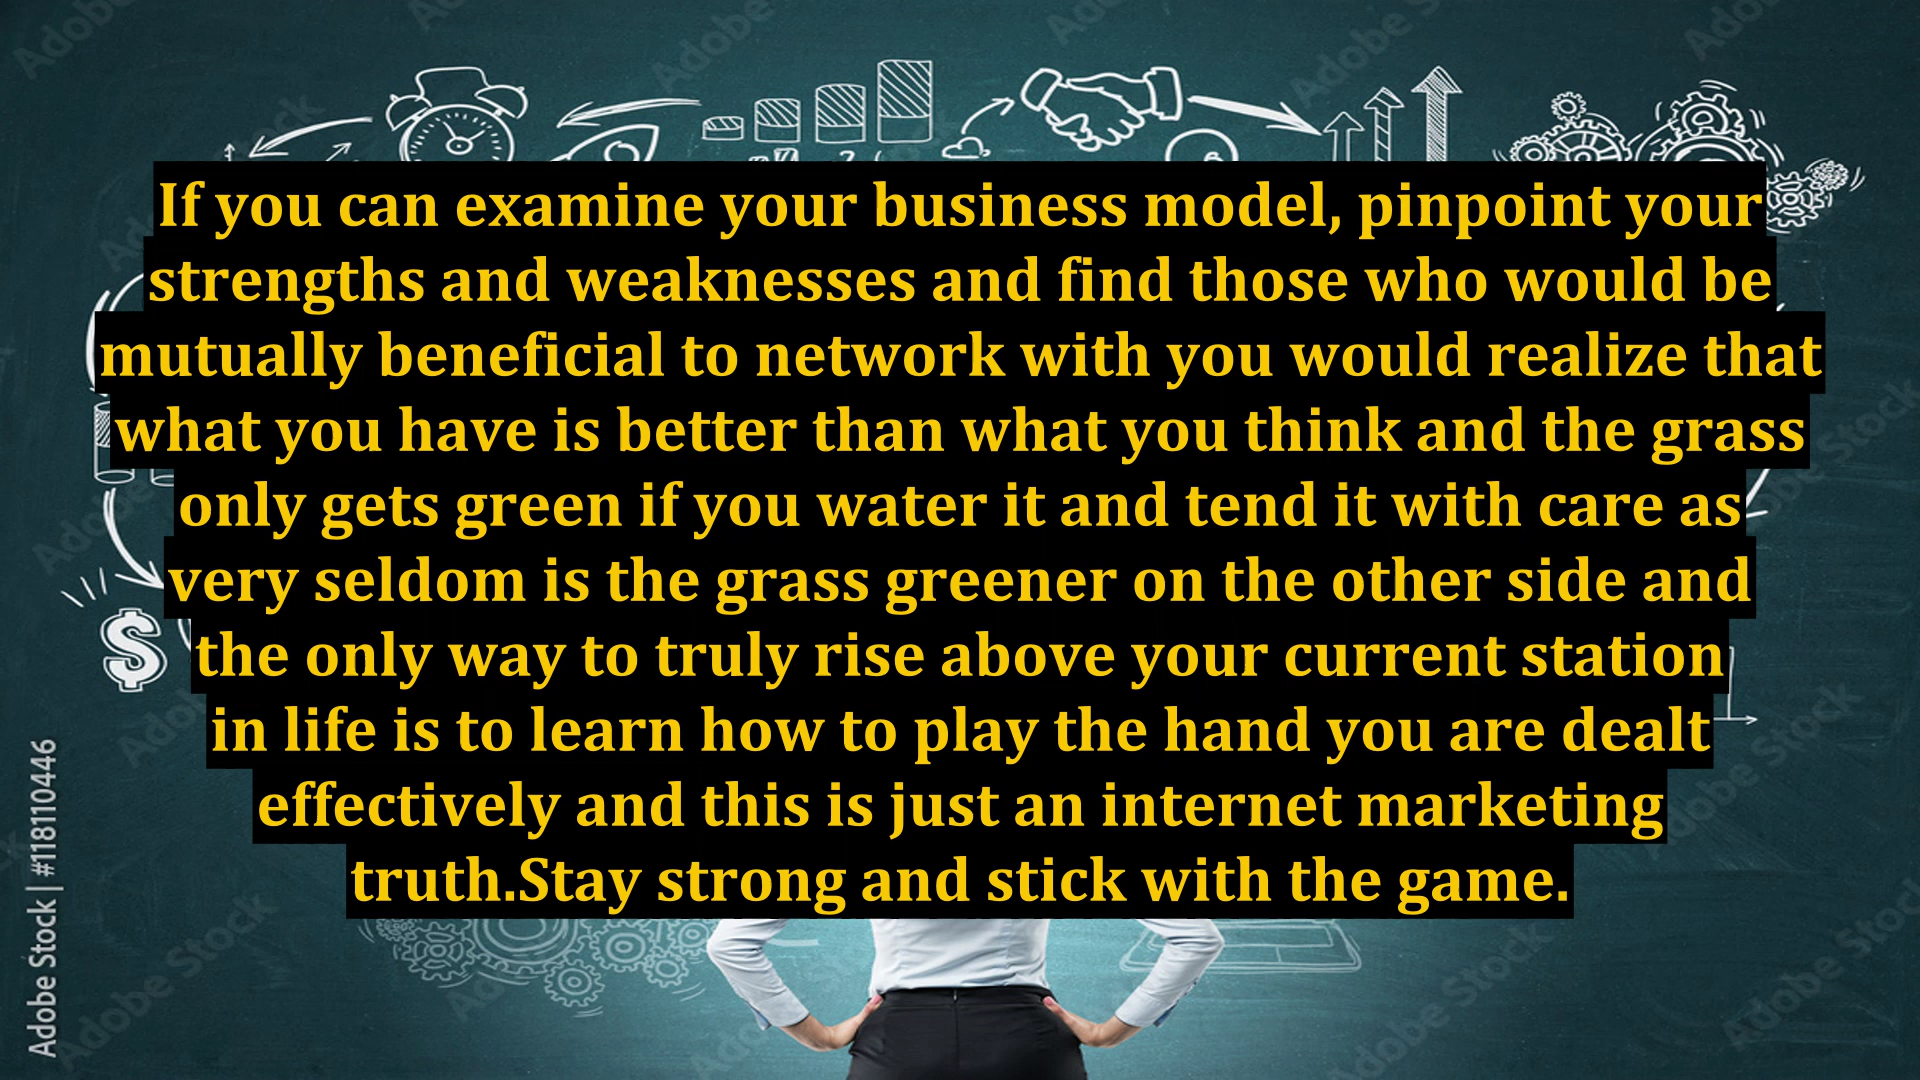 If you can examine your business model, pinpoint your
strengths and weaknesses and find those who would be
mutually beneficial to network with you would realize that
what you have is better than what you think and the grass
only gets green if you water it and tend it with care as
very seldom is the grass greener on the other side and
the only way to truly rise above your current station
in life is to learn how to play the hand you are dealt
effectively and this is just an internet marketing
truth.Stay strong and stick with the game.
Adobe Stock | #118110446